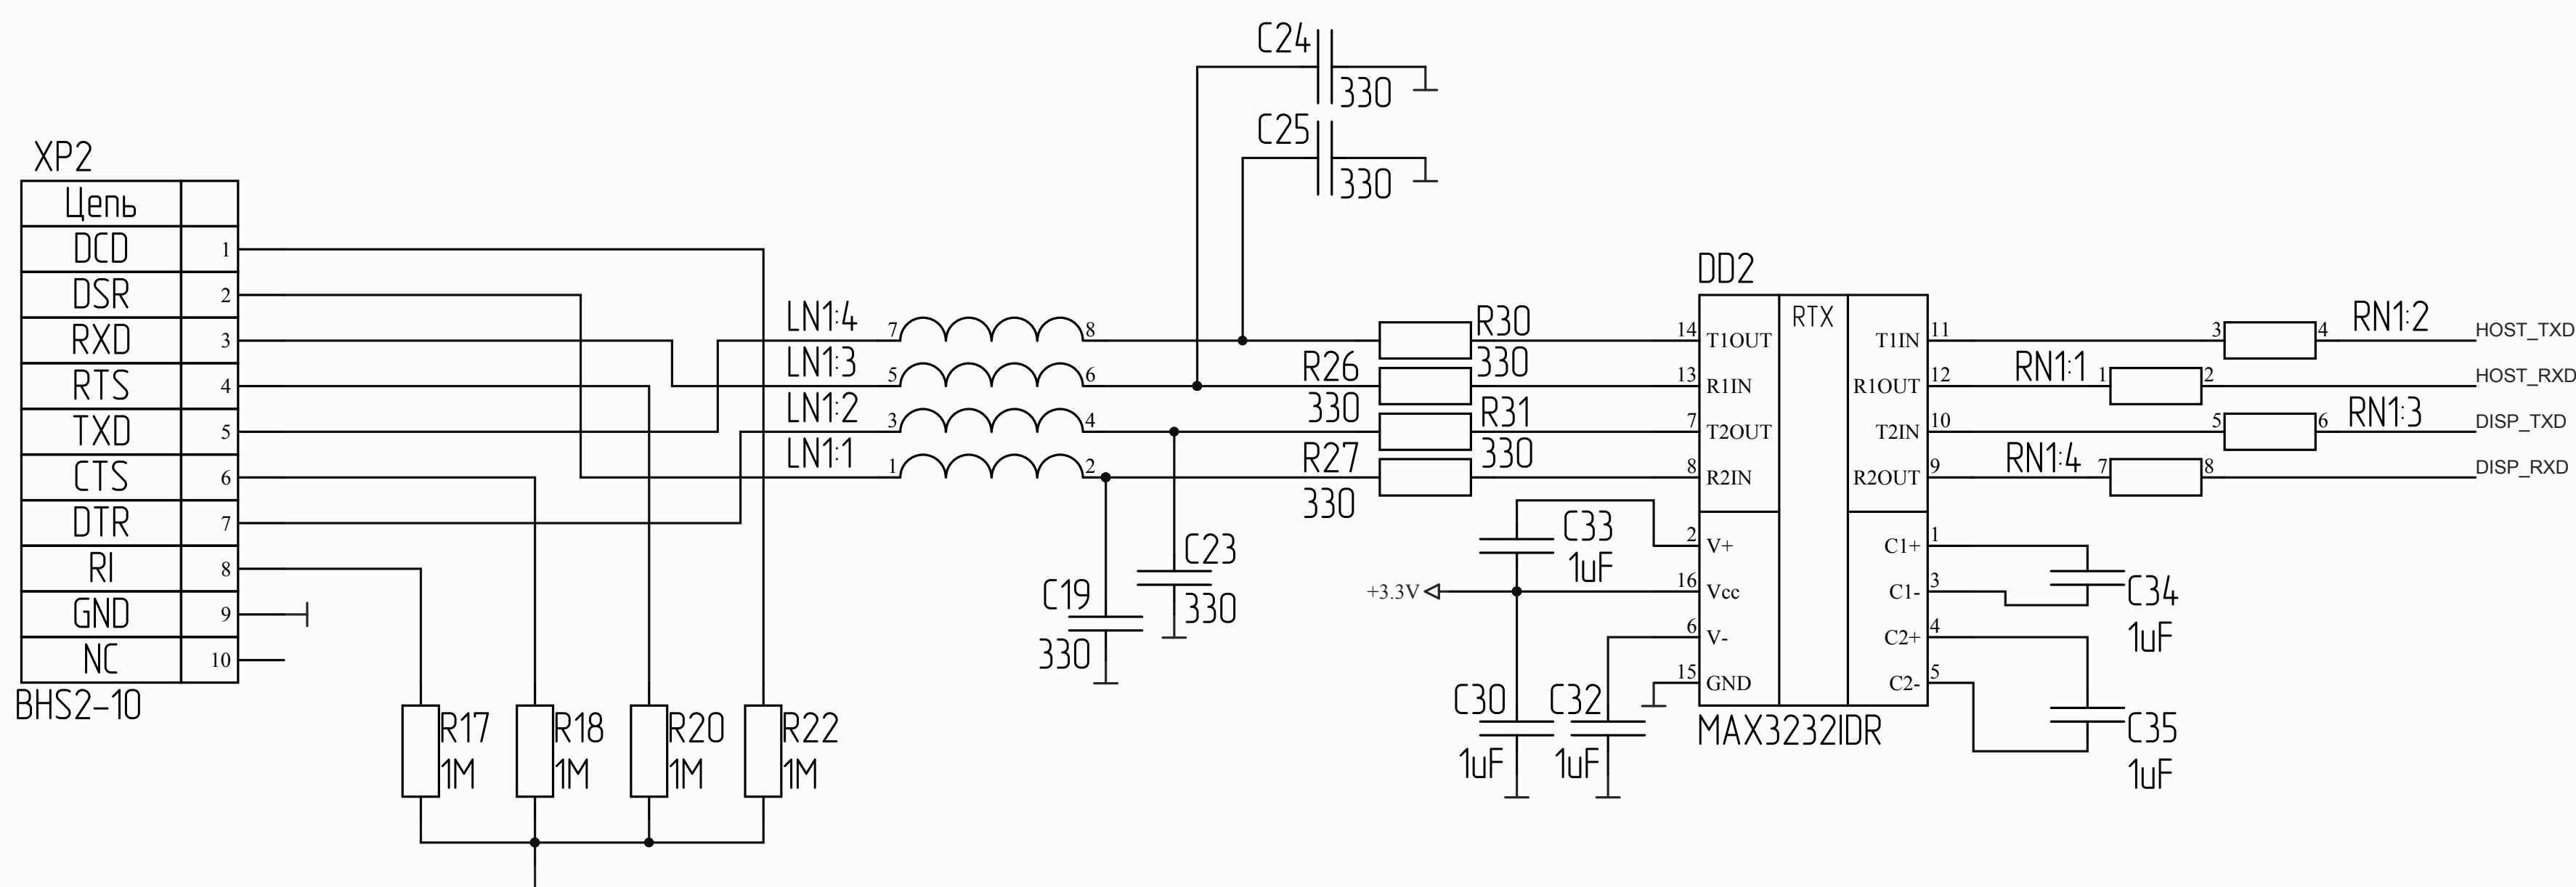 C24
330
C25
330
XP2
Цепь
DCD 1
DSR 2
RXD 3
RTS 4
TXD 5
CTS 6
DTR 7
RI 8
GND 9
NC 10
BHS2-10
LN1:4 7 8
LN1:3 5 6
LN1:2 3 4
LN1:1 1 2
R30
330
R26
330
R31
330
R27
330
C23
330
C19
330
R17
1M
R18
1M
R20
1M
R22
1M
C33
1uF
+3.3V
C30
1uF
C32
1uF
DD2
RTX
14 T1OUT T1IN 11
13 R1IN R1OUT 12
7 T2OUT T2IN 10
8 R2IN R2OUT 9
2 V+ C1+ 1
16 Vcc C1- 3
6 V- C2+ 4
15 GND C2- 5
MAX3232IDR
3 4 RN1:2 HOST_TXD
RN1:1 1 2 HOST_RXD
5 6 RN1:3 DISP_TXD
RN1:4 7 8 DISP_RXD
C34
1uF
C35
1uF